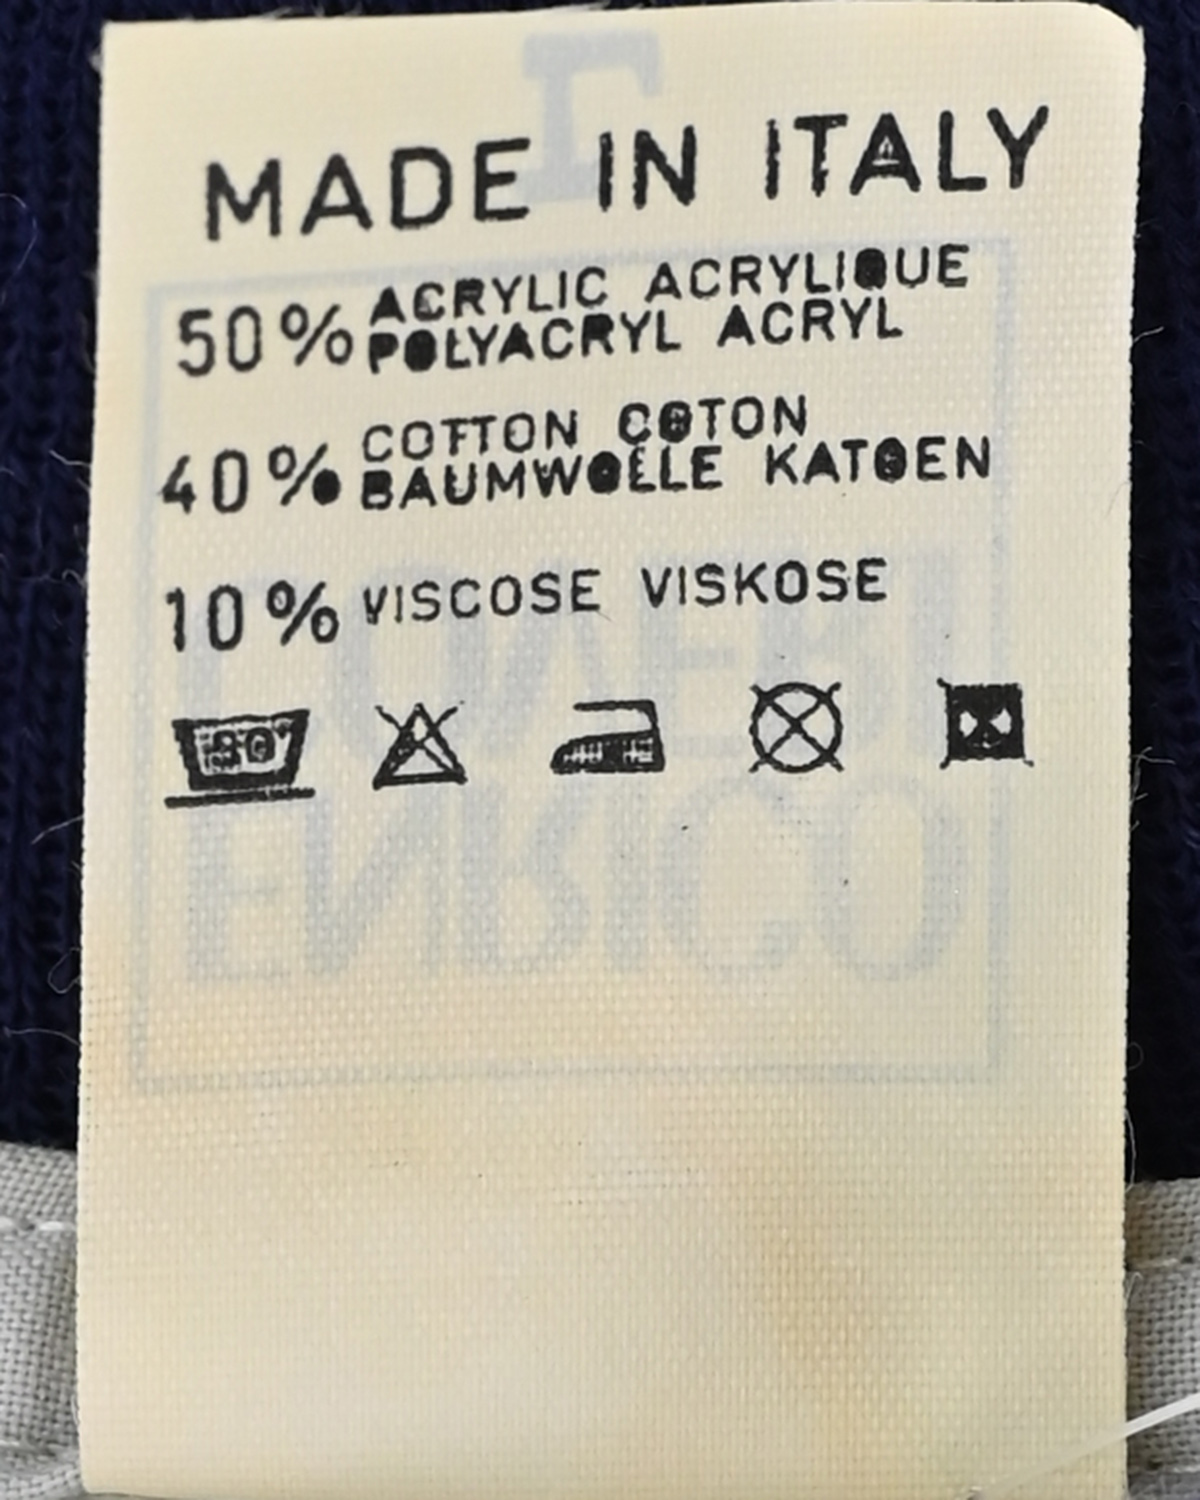 MADE IN ITALY
50% ACRYLIC ACRYLIQUE
POLYACRYL ACRYL
40% COTTON COTON
BAUMWOLLE KATOEN
10% VISCOSE VISKOSE